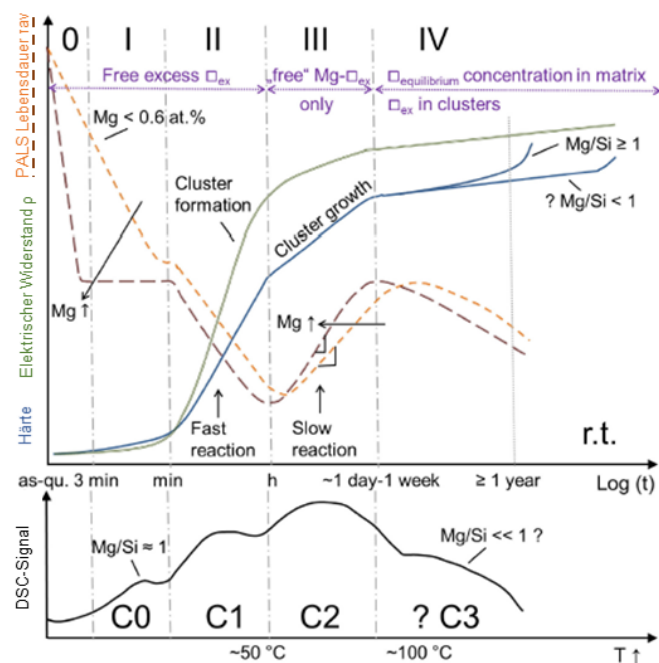 0 I II III IV
Free excess □ex
„free“ Mg-□ex
only
□equilibrium concentration in matrix
□ex in clusters
Mg < 0.6 at.%
Mg/Si ≥ 1
? Mg/Si < 1
Cluster
formation
Cluster growth
Mg ↑
Mg ↑
Fast
reaction
Slow
reaction
r.t.
PALS Lebensdauer τav
Elektrischer Widerstand ρ
Härte
as-qu. 3 min min h ~1 day-1 week ≥ 1 year Log (t)
DSC-Signal
Mg/Si ≈ 1
Mg/Si << 1 ?
C0 C1 C2 ? C3
~50 °C ~100 °C T ↑